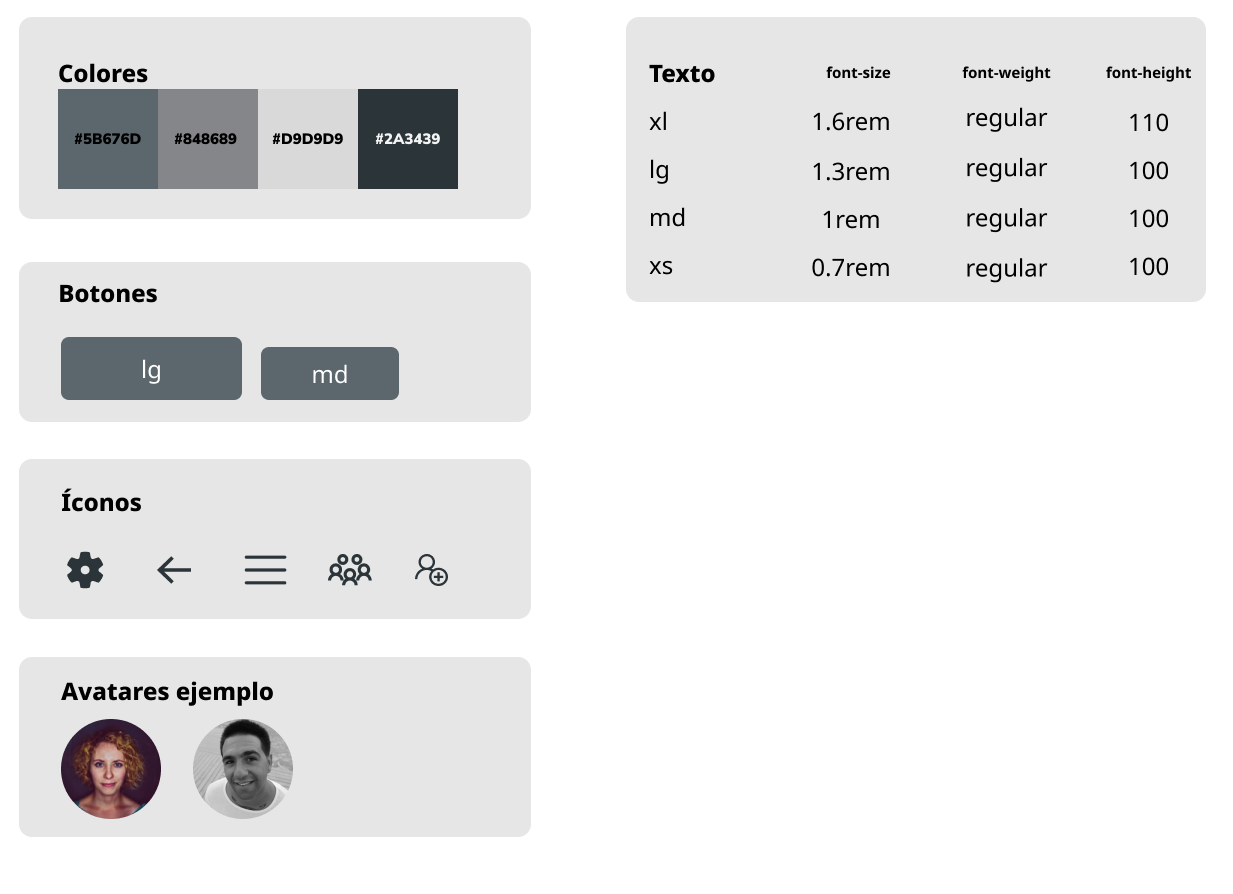 Colores
#5B676D #848689 #D9D9D9 #2A3439
Botones
lg md
Íconos
Avatares ejemplo
Texto font-size font-weight font-height
xl 1.6rem regular 110
lg 1.3rem regular 100
md 1rem regular 100
xs 0.7rem regular 100